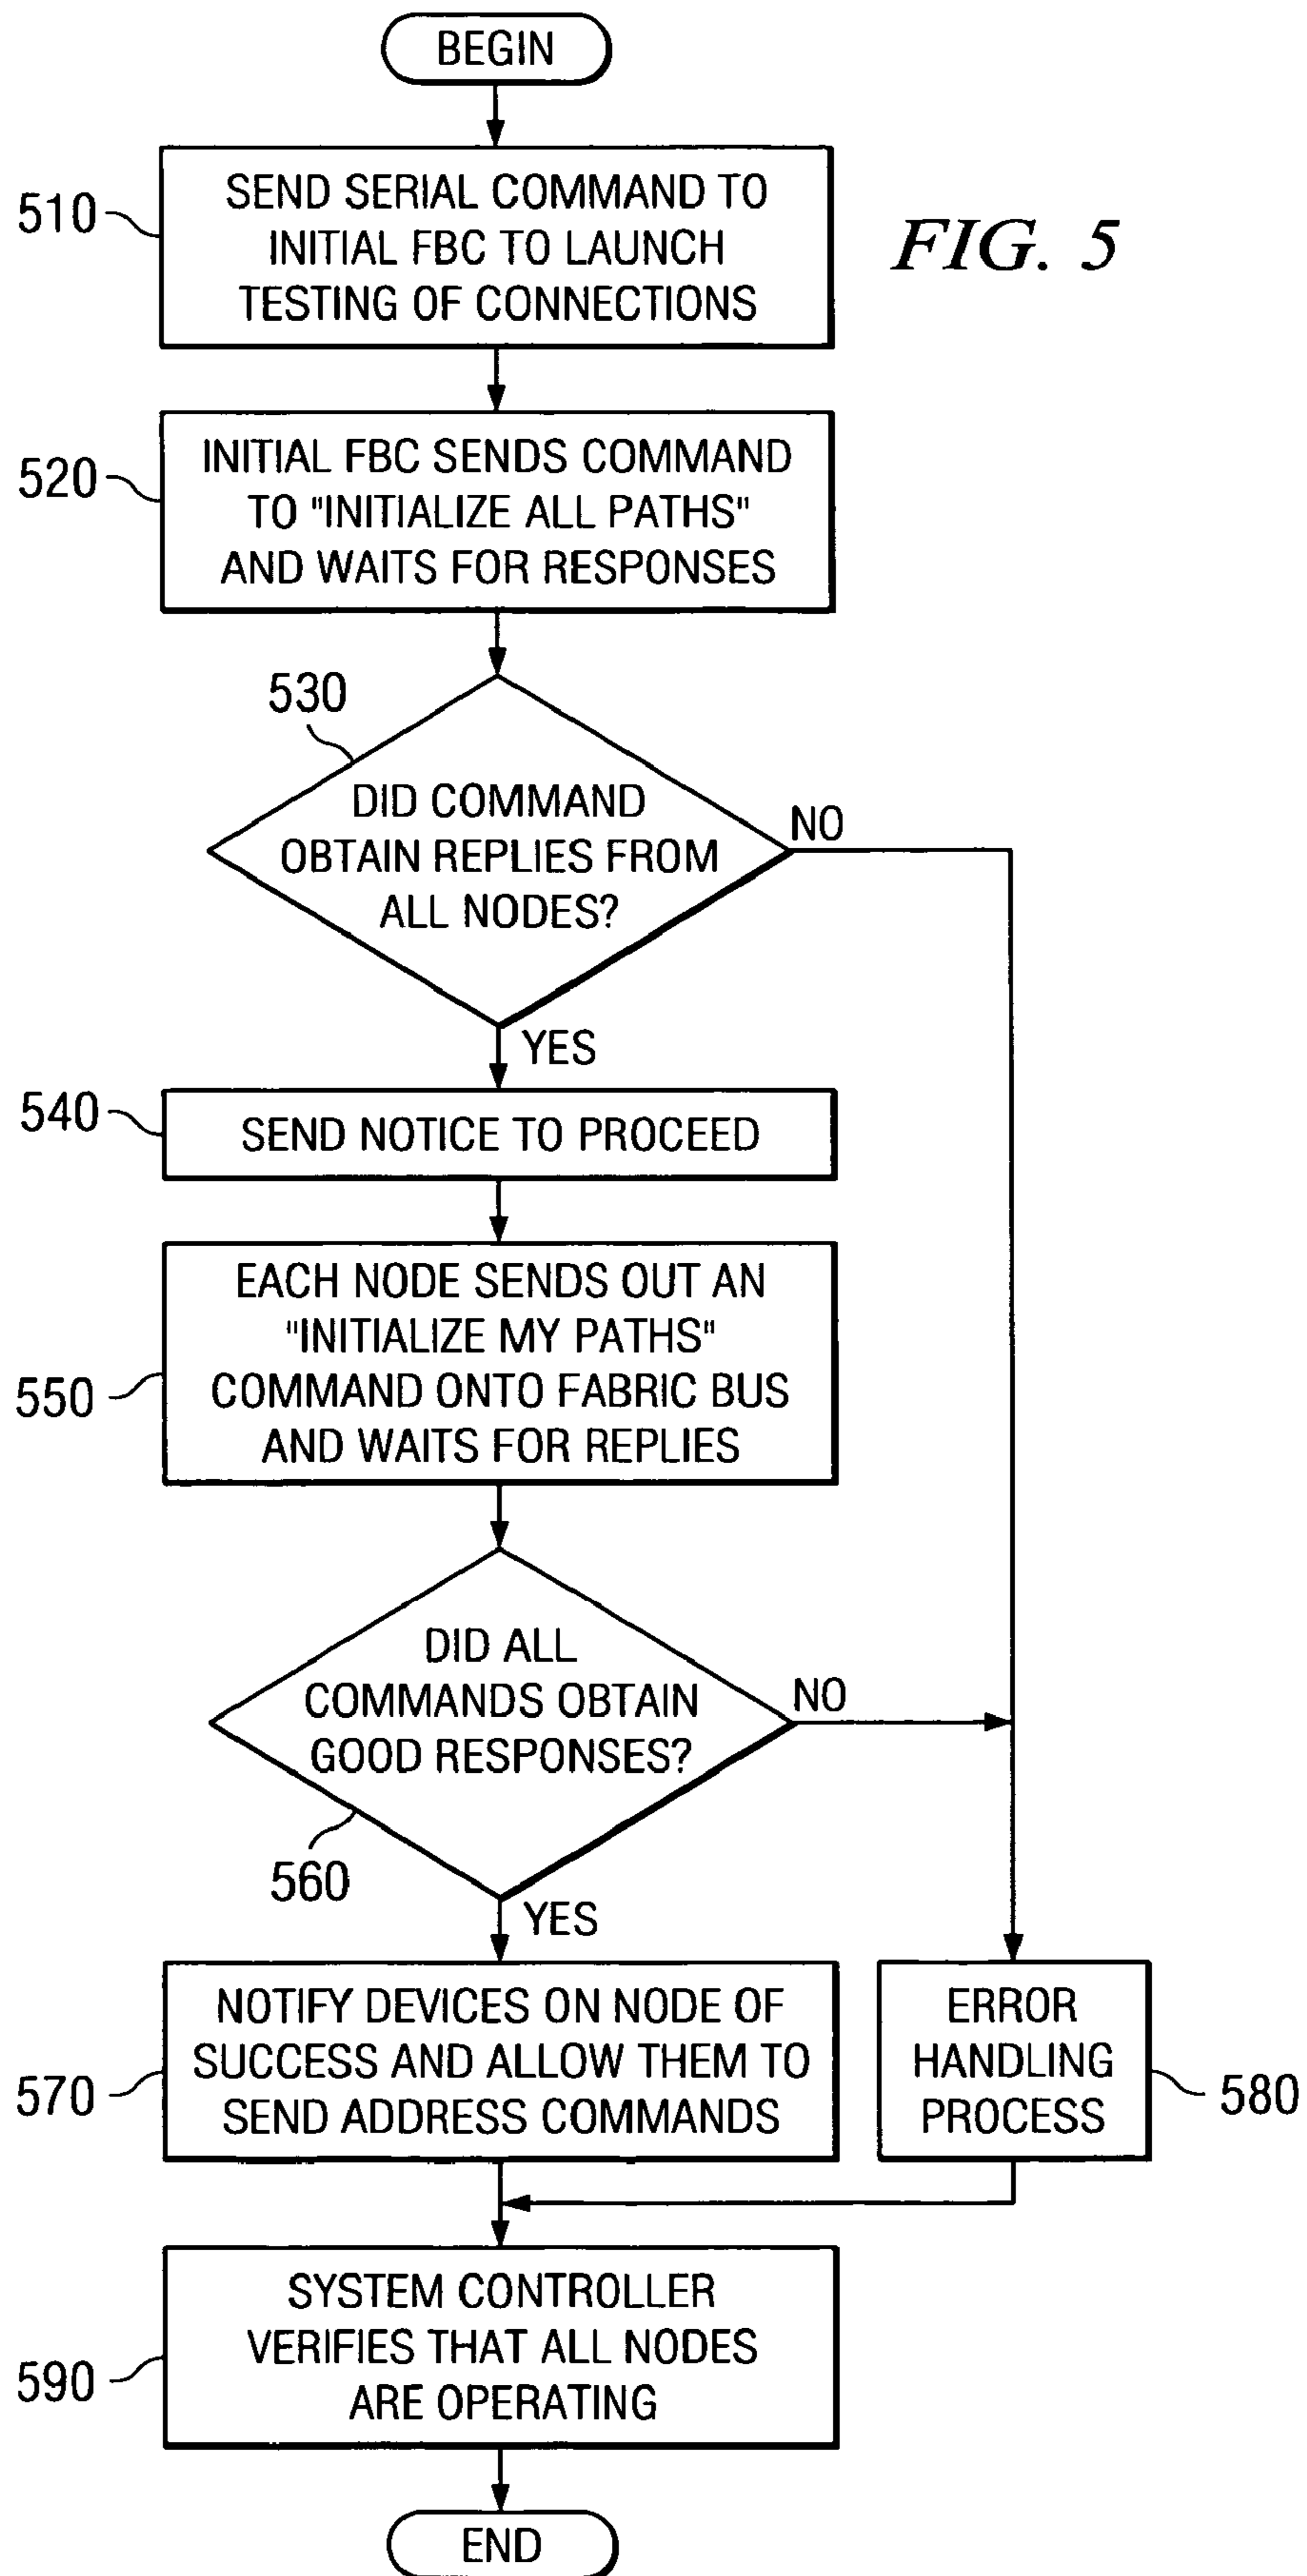 BEGIN
510
SEND SERIAL COMMAND TO
INITIAL FBC TO LAUNCH
TESTING OF CONNECTIONS
FIG. 5
520
INITIAL FBC SENDS COMMAND
TO "INITIALIZE ALL PATHS"
AND WAITS FOR RESPONSES
530
DID COMMAND
OBTAIN REPLIES FROM
ALL NODES?
NO
YES
540
SEND NOTICE TO PROCEED
550
EACH NODE SENDS OUT AN
"INITIALIZE MY PATHS"
COMMAND ONTO FABRIC BUS
AND WAITS FOR REPLIES
DID ALL
COMMANDS OBTAIN
GOOD RESPONSES?
NO
560
YES
570
NOTIFY DEVICES ON NODE OF
SUCCESS AND ALLOW THEM TO
SEND ADDRESS COMMANDS
ERROR
HANDLING
PROCESS
580
590
SYSTEM CONTROLLER
VERIFIES THAT ALL NODES
ARE OPERATING
END